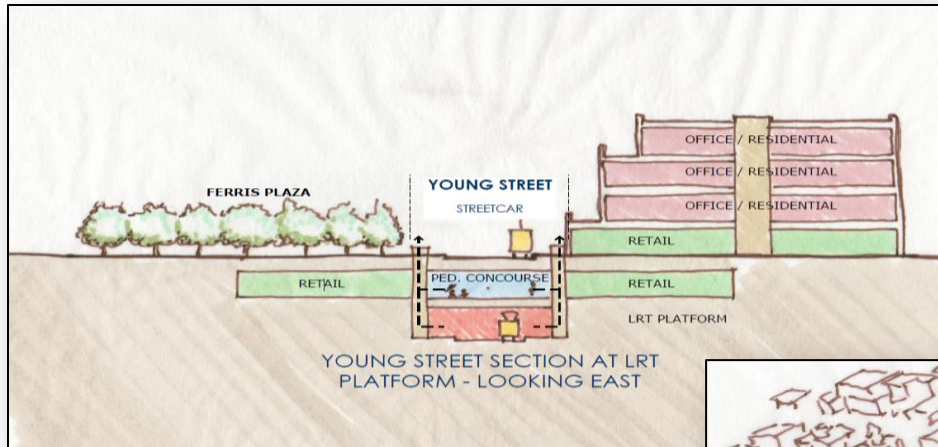 OFFICE / RESIDENTIAL
OFFICE / RESIDENTIAL
OFFICE / RESIDENTIAL
FERRIS PLAZA
YOUNG STREET
STREETCAR
RETAIL
RETAIL
PED. CONCOURSE
RETAIL
LRT PLATFORM
YOUNG STREET SECTION AT LRT
PLATFORM - LOOKING EAST